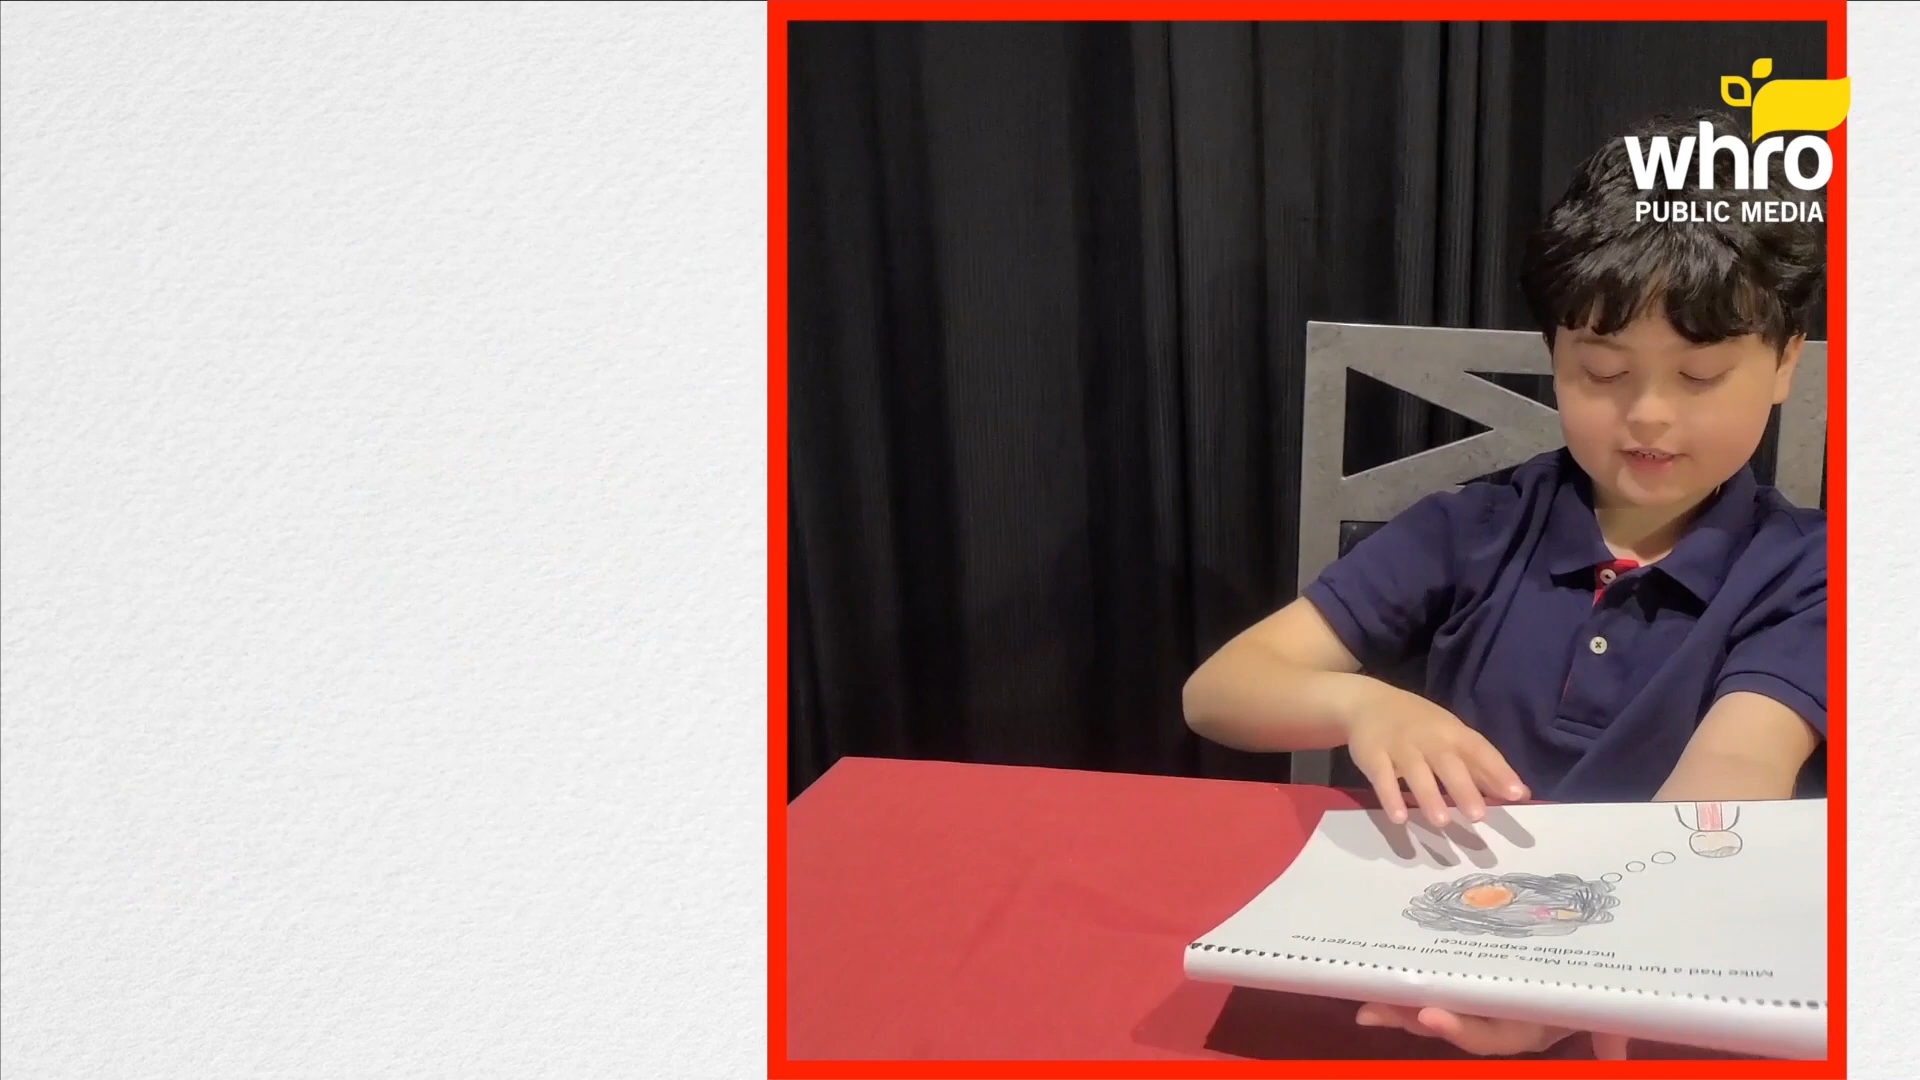 whro
PUBLIC MEDIA
Mike had a fun time on Mars, and he will never forget the
incredible experience!